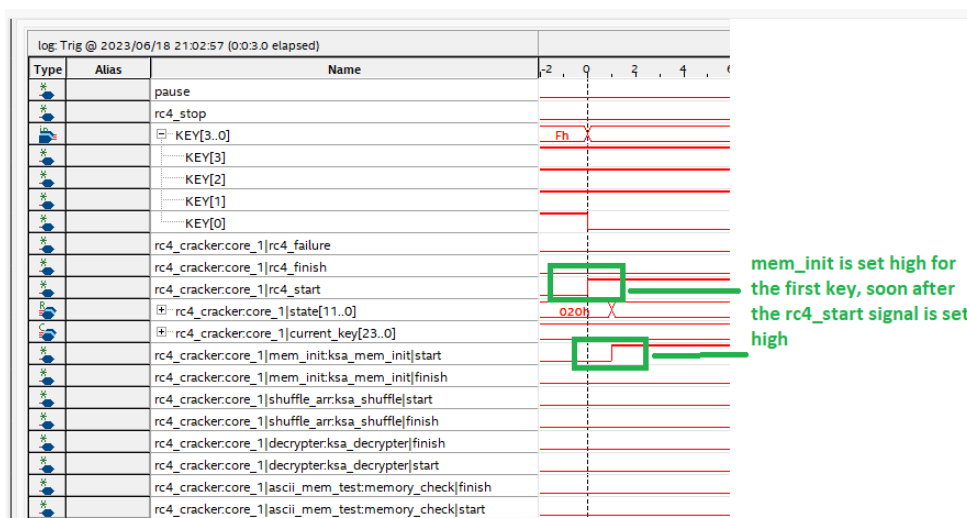 log: Trig @ 2023/06/18 21:02:57 (0:0:3.0 elapsed)
Type Alias Name -2 0 2 4 6
pause
rc4_stop
KEY[3..0] Fh
KEY[3]
KEY[2]
KEY[1]
KEY[0]
rc4_cracker:core_1|rc4_failure
rc4_cracker:core_1|rc4_finish
rc4_cracker:core_1|rc4_start
rc4_cracker:core_1|state[11..0] 020h
rc4_cracker:core_1|current_key[23..0]
rc4_cracker:core_1|mem_init:ksa_mem_init|start
rc4_cracker:core_1|mem_init:ksa_mem_init|finish
rc4_cracker:core_1|shuffle_arr:ksa_shuffle|start
rc4_cracker:core_1|shuffle_arr:ksa_shuffle|finish
rc4_cracker:core_1|decrypter:ksa_decrypter|finish
rc4_cracker:core_1|decrypter:ksa_decrypter|start
rc4_cracker:core_1|ascii_mem_test:memory_check|finish
rc4_cracker:core_1|ascii_mem_test:memory_check|start
mem_init is set high for
the first key, soon after
the rc4_start signal is set
high